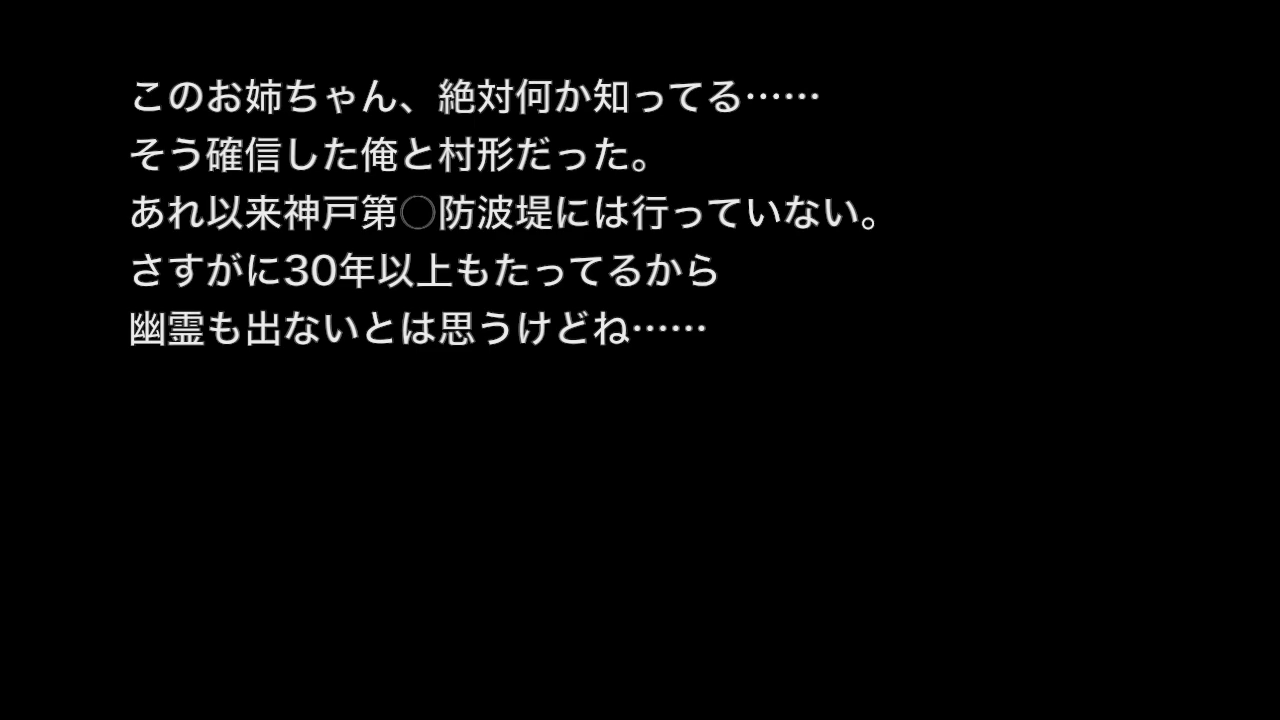 このお姉ちゃん、絶対何か知ってる……
そう確信した俺と村形だった。
あれ以来神戸第◯防波堤には行っていない。
さすがに30年以上もたってるから
幽霊も出ないとは思うけどね……